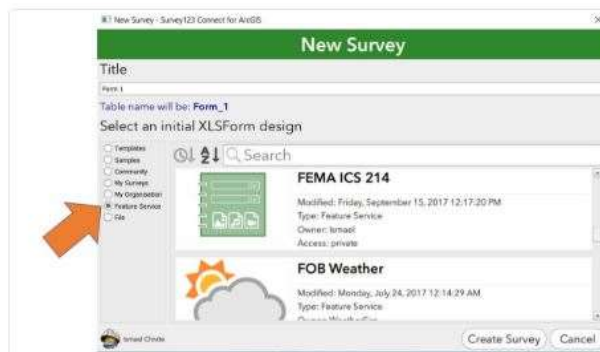 New Survey - Survey123 Connect for ArcGIS
New Survey
Title
Form 1
Table name will be: Form_1
Select an initial XLSForm design
Templates
Samples
Community
My Surveys
My Organisation
Feature Service
File
Search
FEMA ICS 214
Modified: Friday, September 15, 2017 12:17:20 PM
Type: Feature Service
Owner: Ismael
Access: private
FOB Weather
Modified: Monday, July 24, 2017 12:14:29 AM
Type: Feature Service
Ismael Chivite
Create Survey
Cancel